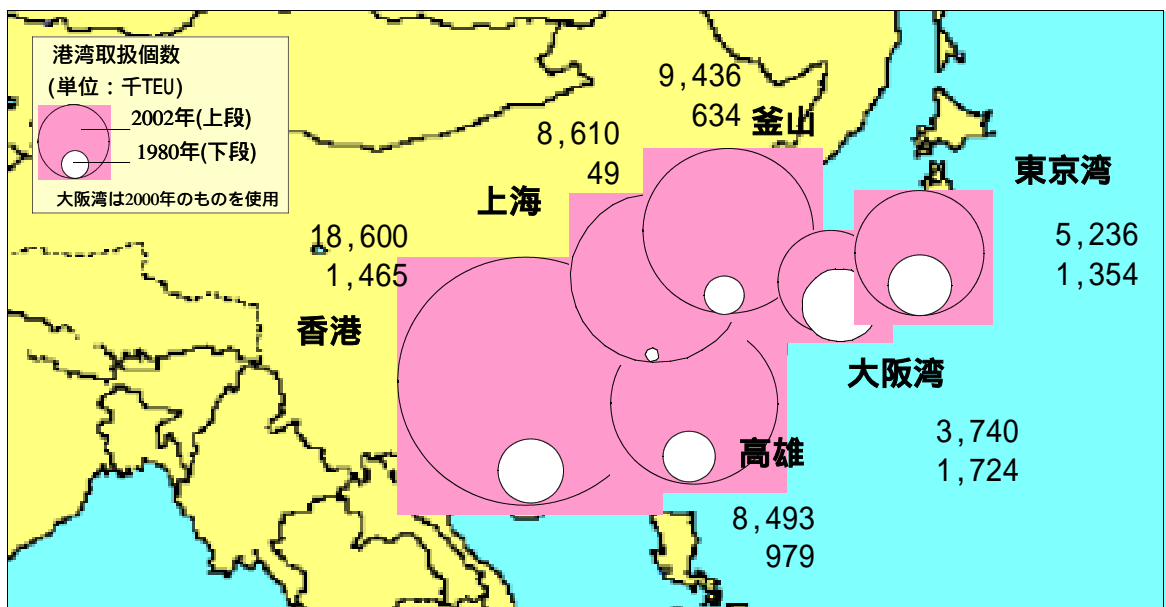 港湾取扱個数
(単位：千TEU)
2002年(上段)
1980年(下段)
大阪湾は2000年のものを使用
9,436
634
釜山
8,610
49
上海
東京湾
5,236
1,354
18,600
1,465
香港
大阪湾
3,740
1,724
高雄
8,493
979